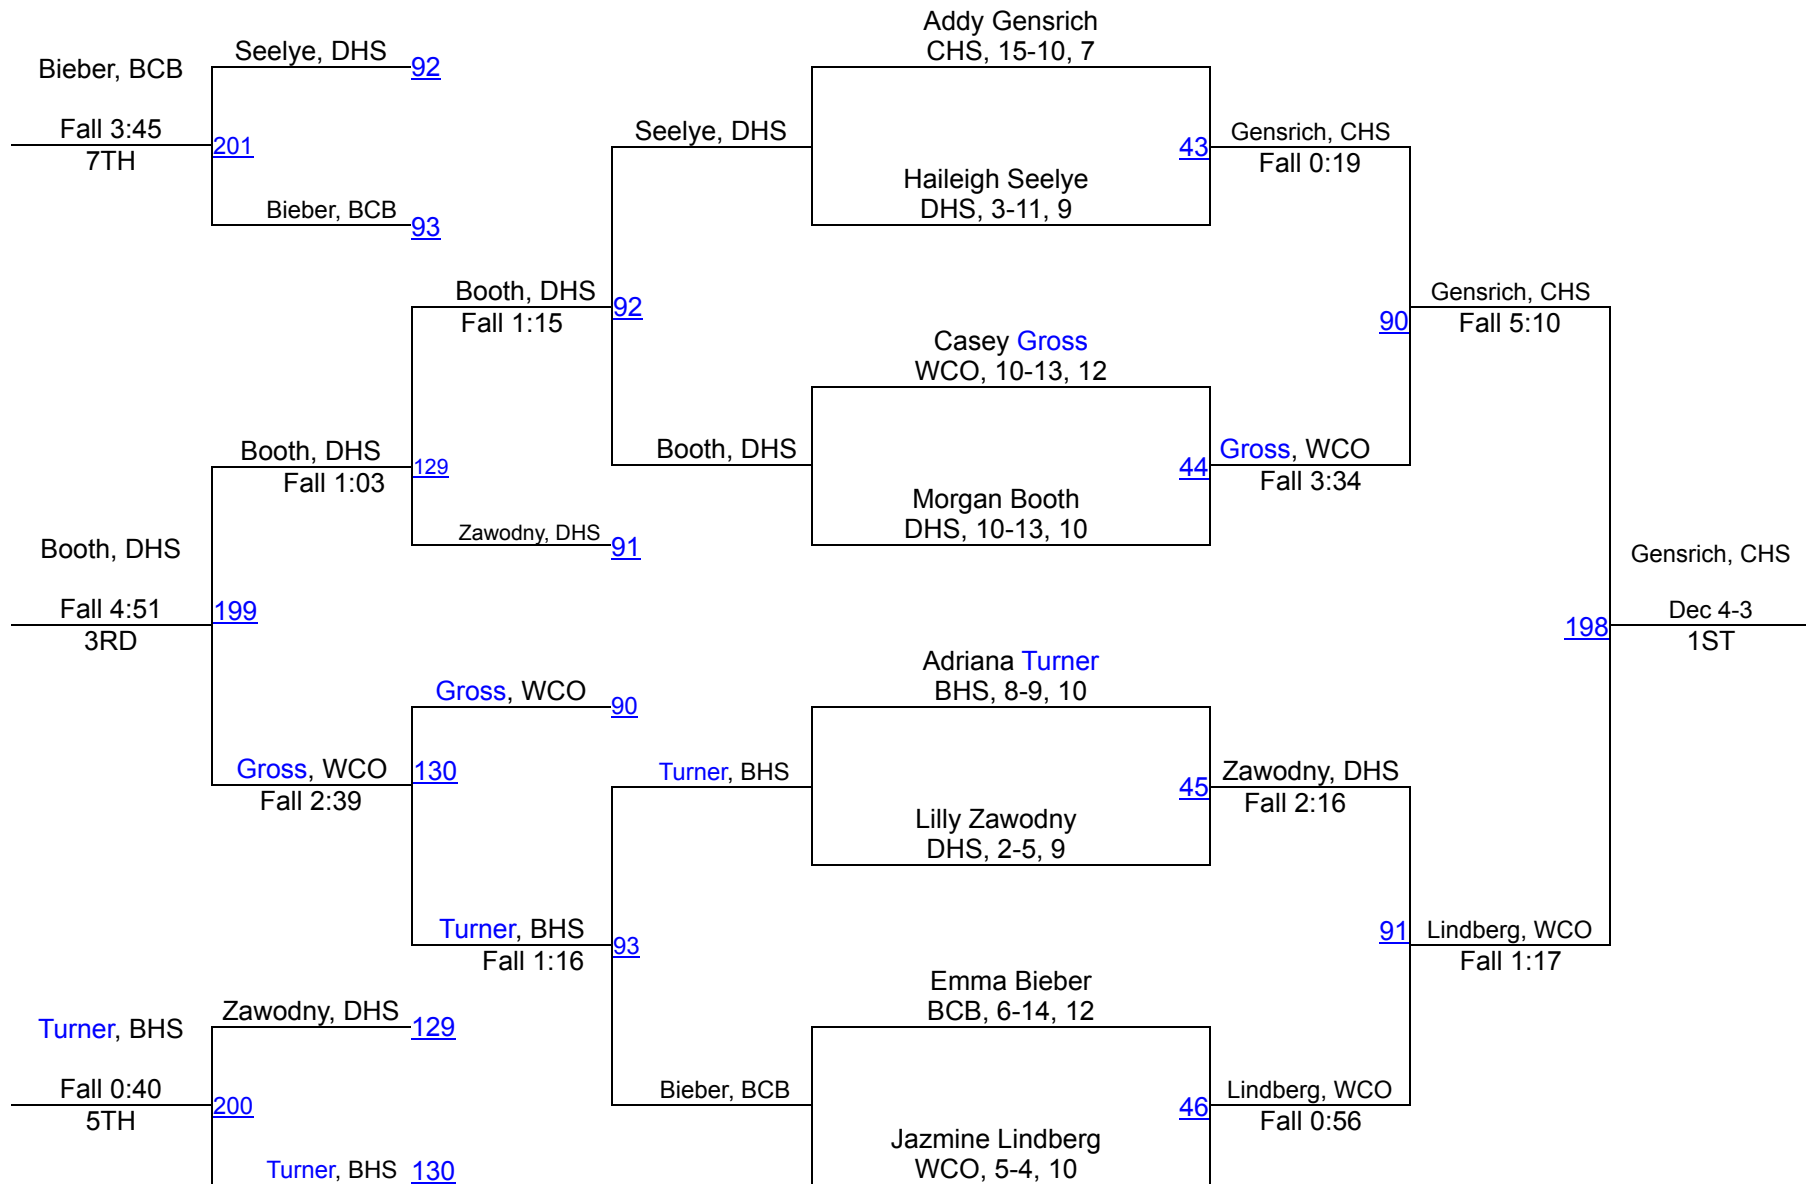 Addy Gensrich
CHS, 15-10, 7
Seelye, DHS
92
Bieber, BCB
Fall 3:45
7TH
201
Seelye, DHS
43
Gensrich, CHS
Fall 0:19
Haileigh Seelye
DHS, 3-11, 9
Bieber, BCB
93
Booth, DHS
Fall 1:15
92
Gensrich, CHS
Fall 5:10
90
Casey Gross
WCO, 10-13, 12
Booth, DHS
Fall 1:03
129
Booth, DHS
44
Gross, WCO
Fall 3:34
Morgan Booth
DHS, 10-13, 10
Zawodny, DHS
91
Booth, DHS
Fall 4:51
3RD
199
Gensrich, CHS
Dec 4-3
1ST
198
Adriana Turner
BHS, 8-9, 10
Gross, WCO
90
Gross, WCO
Fall 2:39
130
Turner, BHS
45
Zawodny, DHS
Fall 2:16
Lilly Zawodny
DHS, 2-5, 9
Turner, BHS
Fall 1:16
93
91
Lindberg, WCO
Fall 1:17
Emma Bieber
BCB, 6-14, 12
Zawodny, DHS
129
Turner, BHS
Fall 0:40
5TH
200
Bieber, BCB
46
Lindberg, WCO
Fall 0:56
Jazmine Lindberg
WCO, 5-4, 10
Turner, BHS
130